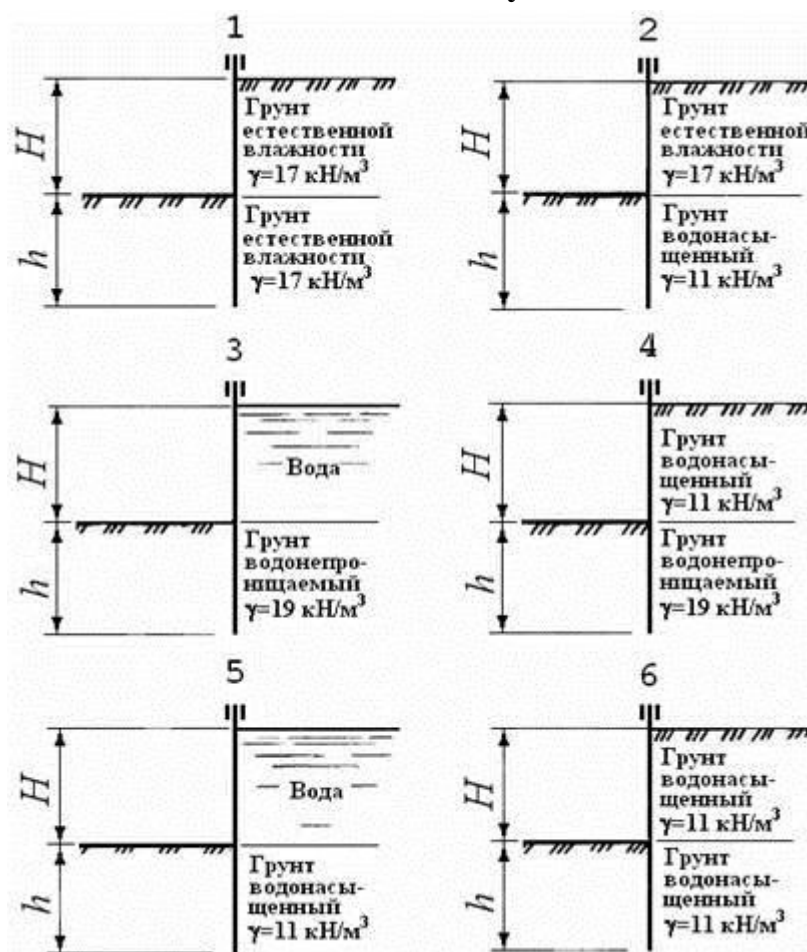 1
H
Грунт
естественной
влажности
γ=17 кН/м³
h
Грунт
естественной
влажности
γ=17 кН/м³
2
H
Грунт
естественной
влажности
γ=17 кН/м³
h
Грунт
водонасы-
щенный
γ=11 кН/м³
3
H
Вода
h
Грунт
водонепро-
ницаемый
γ=19 кН/м³
4
H
Грунт
водонасы-
щенный
γ=11 кН/м³
h
Грунт
водонепро-
ницаемый
γ=19 кН/м³
5
H
Вода
h
Грунт
водонасы-
щенный
γ=11 кН/м³
6
H
Грунт
водонасы-
щенный
γ=11 кН/м³
h
Грунт
водонасы-
щенный
γ=11 кН/м³